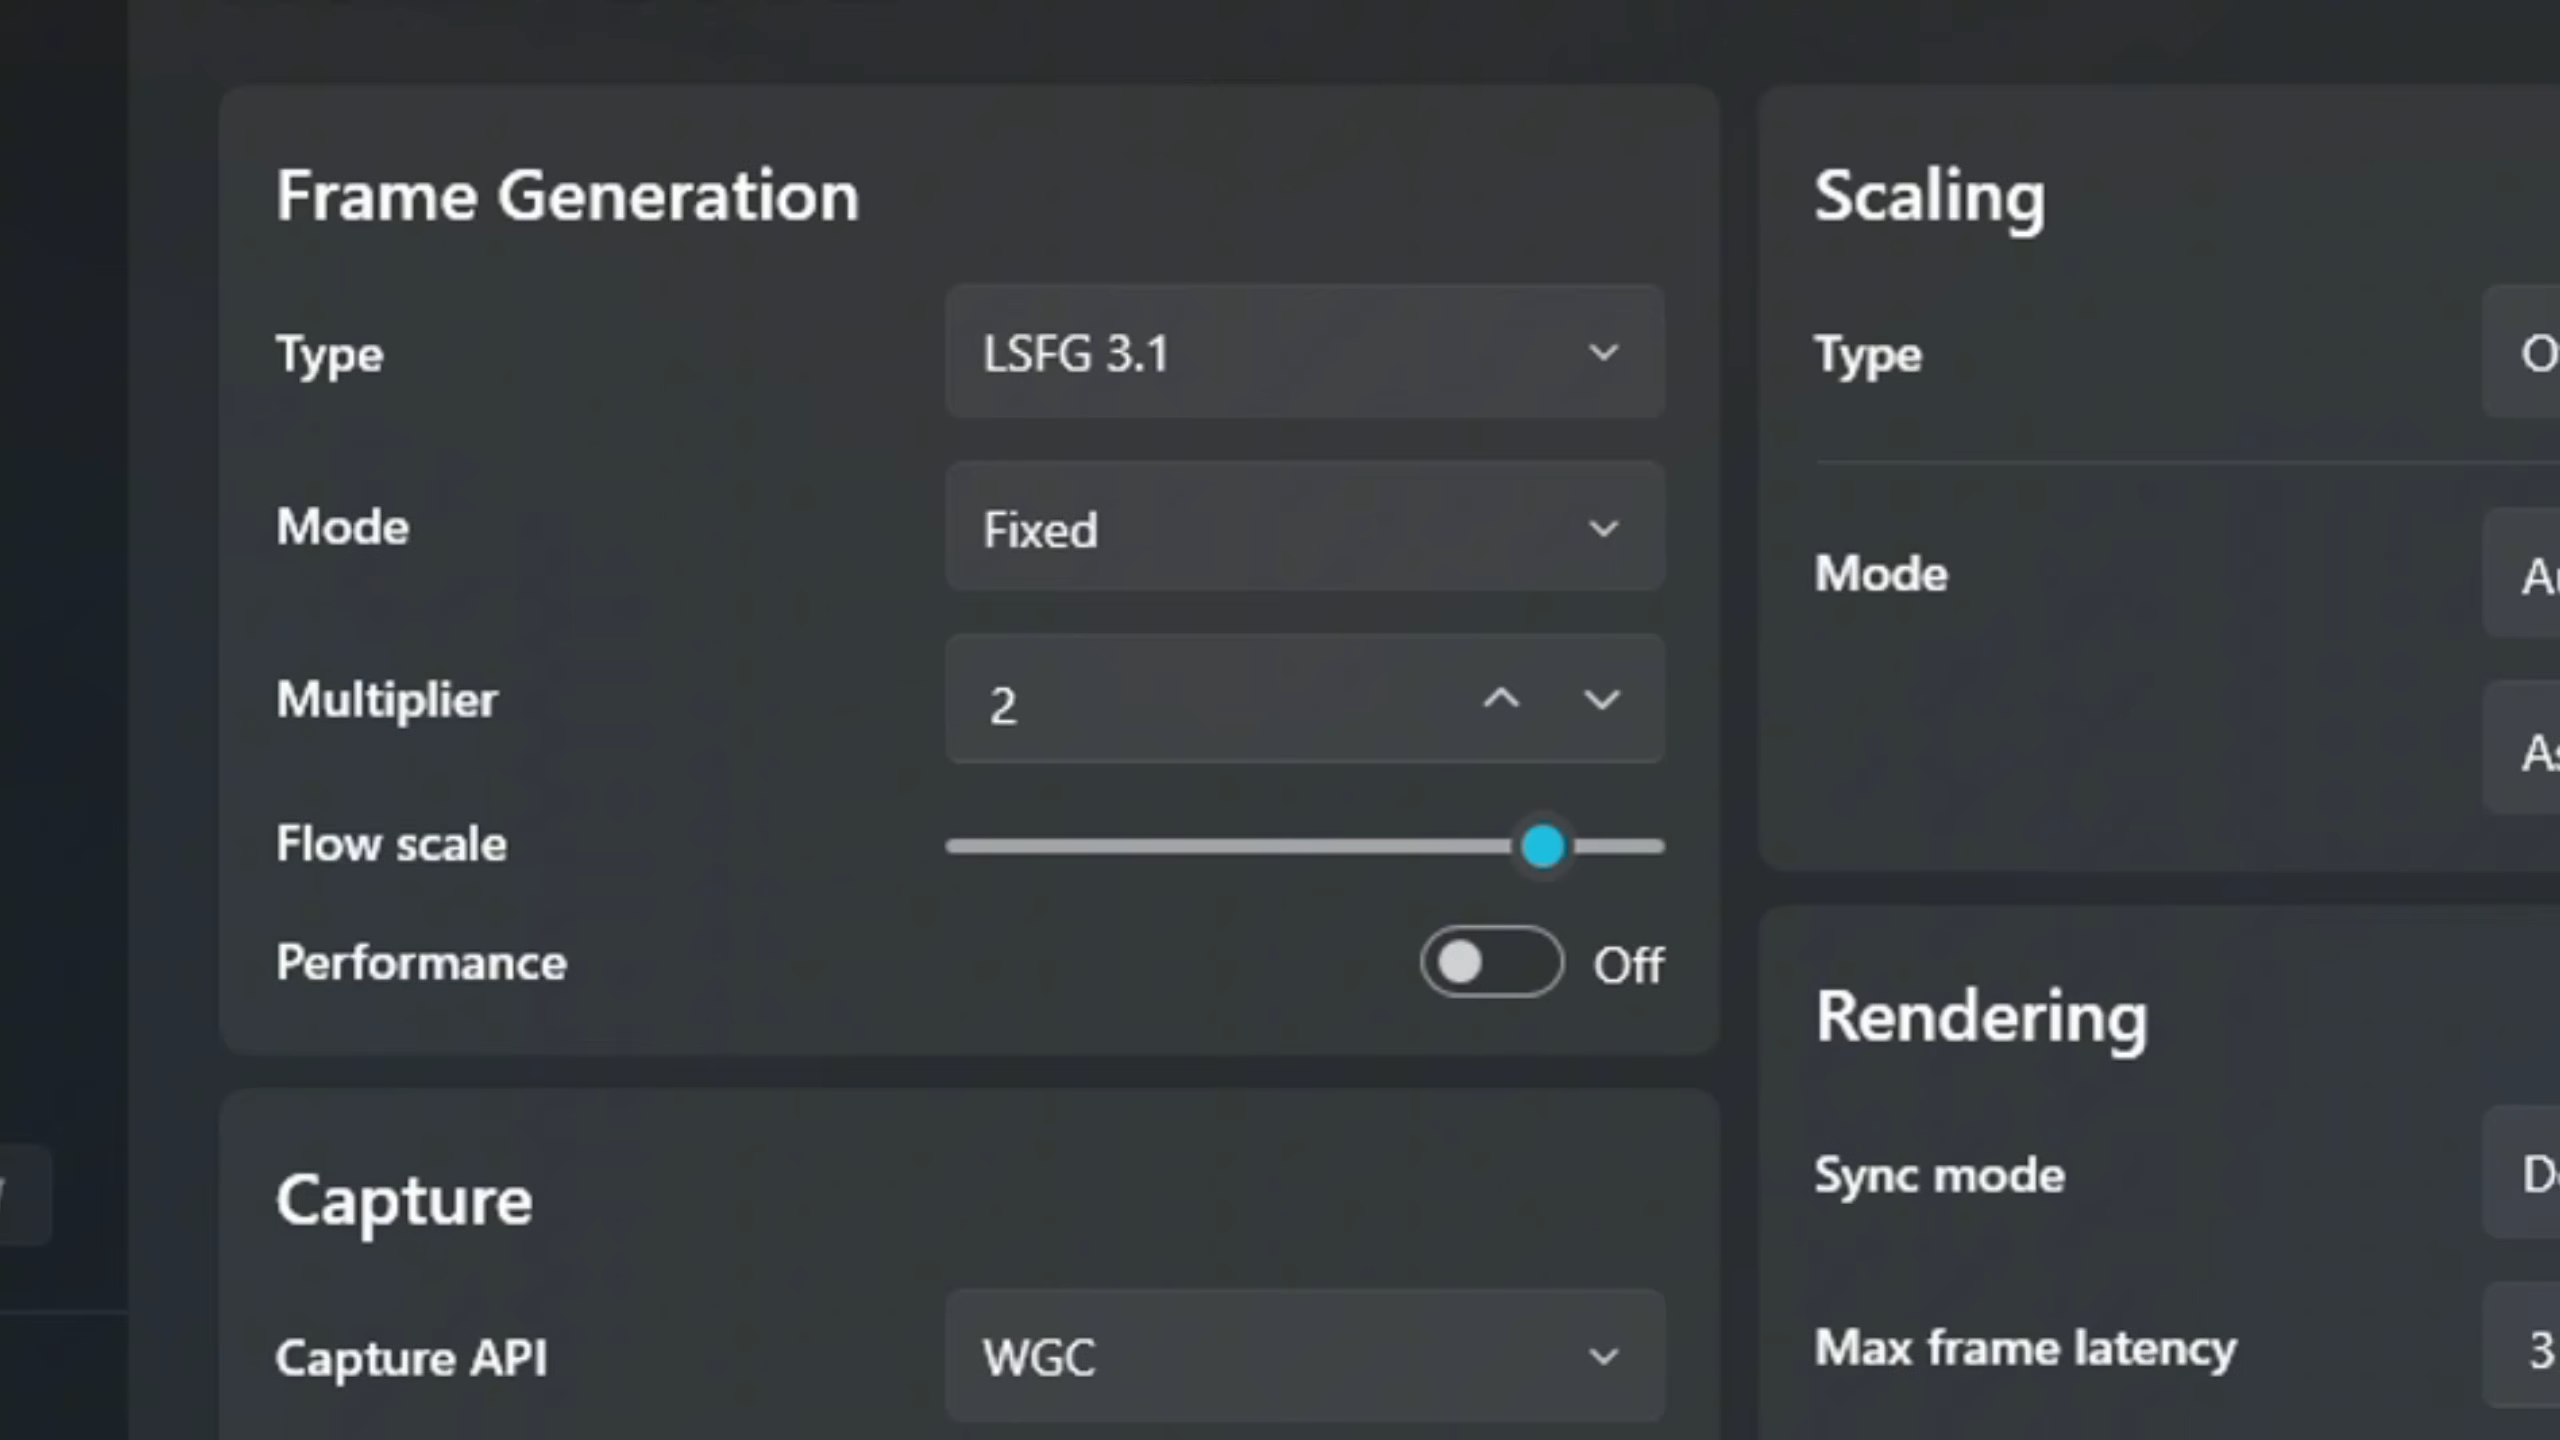 Frame Generation
Type
LSFG 3.1
Mode
Fixed
Multiplier
2
Flow scale
Performance
Off
Capture
Capture API
WGC
Scaling
Type
Mode
Rendering
Sync mode
Max frame latency
3